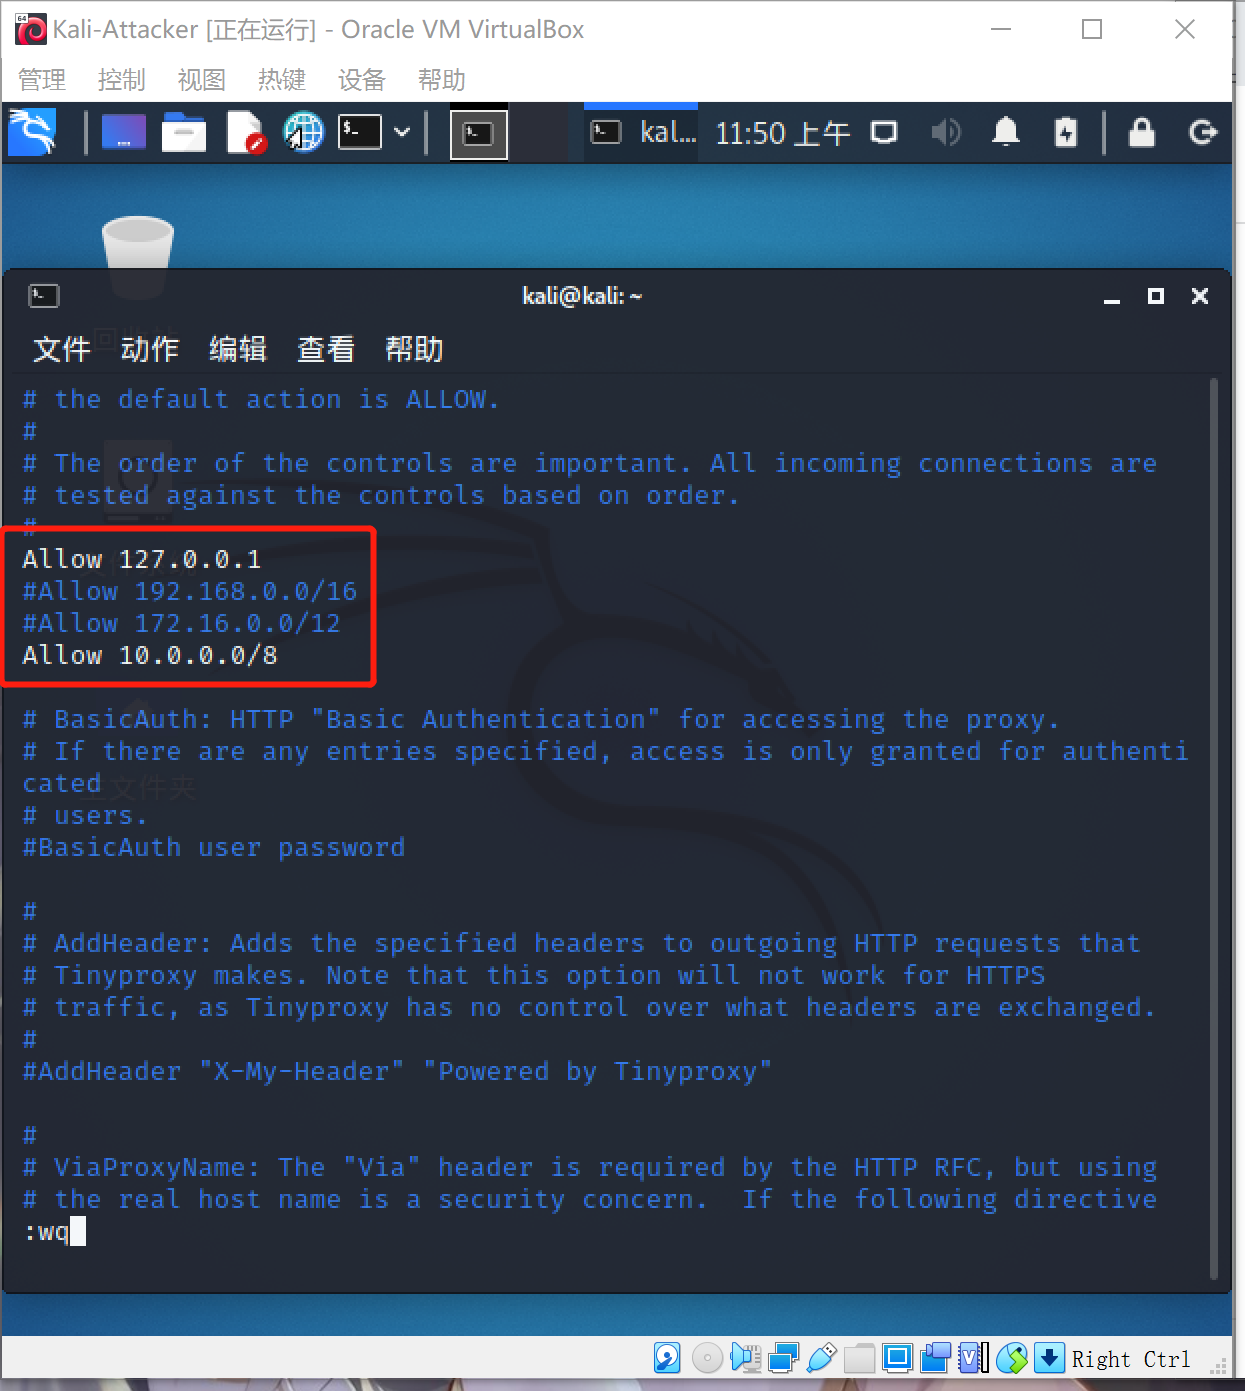 Kali-Attacker [正在运行] - Oracle VM VirtualBox
管理 控制 视图 热键 设备 帮助
kal... 11:50 上午
kali@kali: ~
文件 动作 编辑 查看 帮助
# the default action is ALLOW.
#
# The order of the controls are important. All incoming connections are
# tested against the controls based on order.
#
Allow 127.0.0.1
#Allow 192.168.0.0/16
#Allow 172.16.0.0/12
Allow 10.0.0.0/8
# BasicAuth: HTTP "Basic Authentication" for accessing the proxy.
# If there are any entries specified, access is only granted for authenti
cated
# users.
#BasicAuth user password
#
# AddHeader: Adds the specified headers to outgoing HTTP requests that
# Tinyproxy makes. Note that this option will not work for HTTPS
# traffic, as Tinyproxy has no control over what headers are exchanged.
#
#AddHeader "X-My-Header" "Powered by Tinyproxy"
#
# ViaProxyName: The "Via" header is required by the HTTP RFC, but using
# the real host name is a security concern.  If the following directive
:wq
Right Ctrl